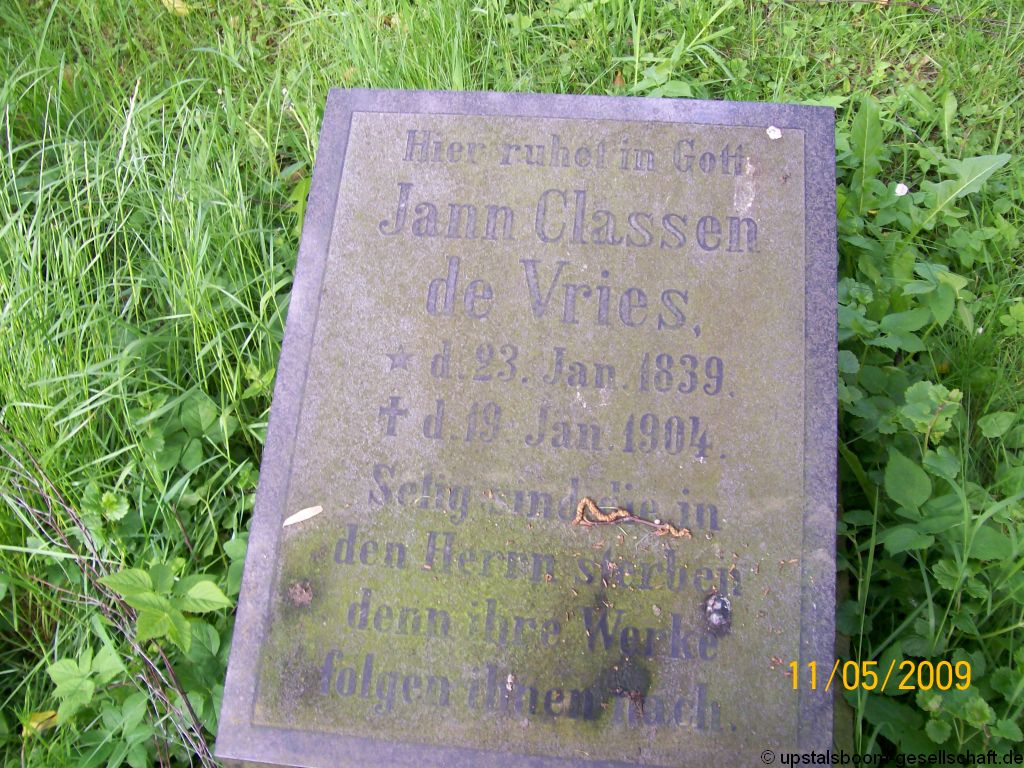 Hier ruhet in Gott
Jann Classen
de Vries,
* d. 23. Jan. 1839.
✝ d. 19. Jan. 1904.
Selig sind die in
den Herrn sterben
denn ihre Werke
folgen ihnen nach.
11/05/2009
© upstalsboom-gesellschaft.de